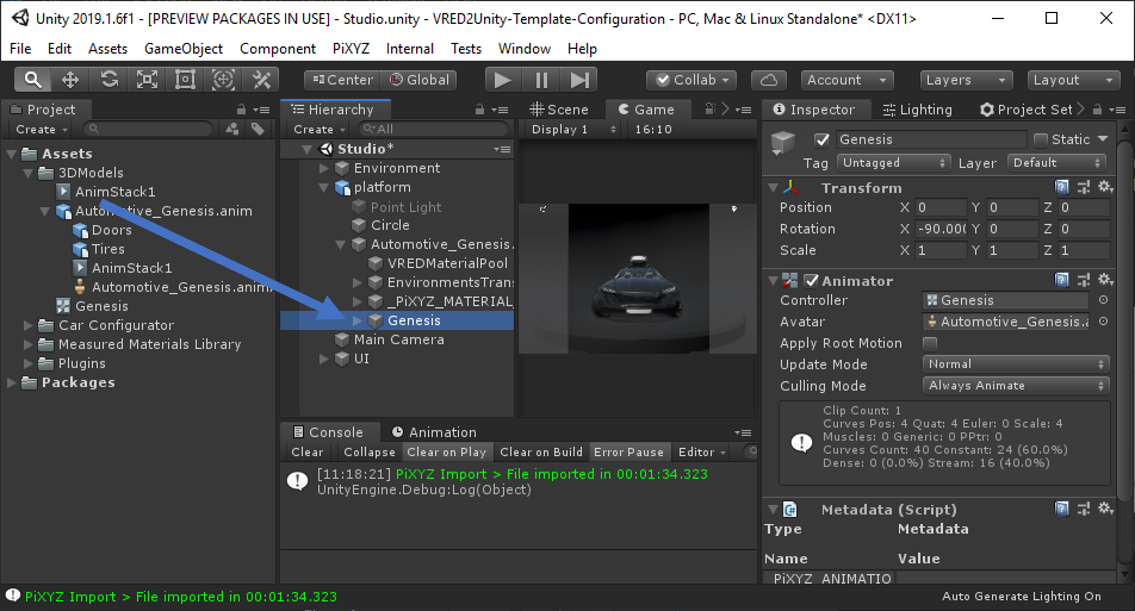 Unity 2019.1.6f1 - [PREVIEW PACKAGES IN USE] - Studio.unity - VRED2Unity-Template-Configuration - PC, Mac & Linux Standalone* <DX11>
File Edit Assets GameObject Component PiXYZ Internal Tests Window Help
Center Global Collab Account Layers Layout
Project
Create
Assets
3DModels
AnimStack1
Automotive_Genesis.anim
Doors
Tires
AnimStack1
Automotive_Genesis.anim
Genesis
Car Configurator
Measured Materials Library
Plugins
Packages
Hierarchy
Create All
Studio*
Environment
platform
Point Light
Circle
Automotive_Genesis.
VREDMaterialPool
EnvironmentsTran
_PiXYZ_MATERIAL
Genesis
Main Camera
UI
Scene Game
Display 1 16:10
Console Animation
Clear Collapse Clear on Play Clear on Build Error Pause Editor
[11:18:21] PiXYZ Import > File imported in 00:01:34.323
UnityEngine.Debug:Log(Object)
Inspector Lighting Project Set
Genesis Static
Tag Untagged Layer Default
Transform
Position X 0 Y 0 Z 0
Rotation X -90.000 Y 0 Z 0
Scale X 1 Y 1 Z 1
Animator
Controller Genesis
Avatar Automotive_Genesis.a
Apply Root Motion
Update Mode Normal
Culling Mode Always Animate
Clip Count: 1
Curves Pos: 4 Quat: 4 Euler: 0 Scale: 4
Muscles: 0 Generic: 0 PPtr: 0
Curves Count: 40 Constant: 24 (60.0%)
Dense: 0 (0.0%) Stream: 16 (40.0%)
Metadata (Script)
Type Metadata
Name Value
PiXYZ_ANIMATIO
PiXYZ Import > File imported in 00:01:34.323
Auto Generate Lighting On